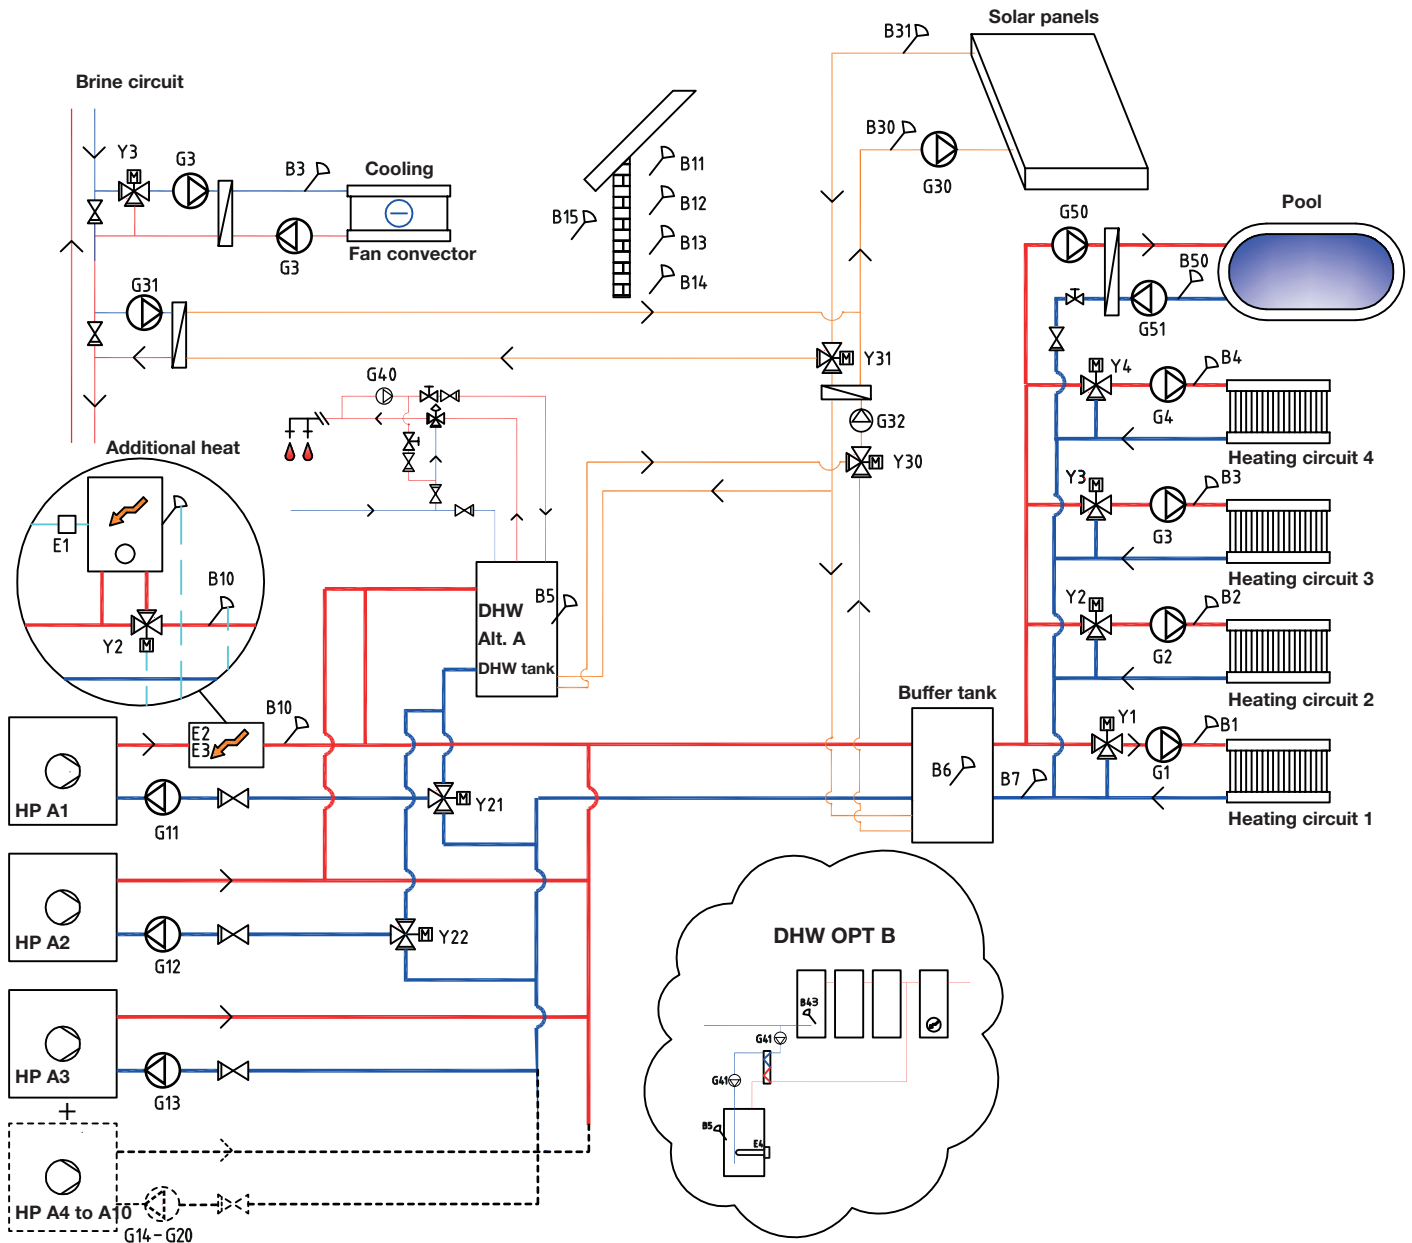 Solar panels
B31
Brine circuit
B30
G30
Y3
G3
B3
Cooling
Fan convector
G3
B11
B12
B15
B13
B14
G31
Pool
G50
B50
G51
Y31
G40
G32
Y30
Y4
B4
G4
Heating circuit 4
Y3
B3
G3
Heating circuit 3
Y2
B2
G2
Heating circuit 2
Y1
B1
G1
Heating circuit 1
Additional heat
E1
B10
Y2
M
DHW
Alt. A
DHW tank
B5
Buffer tank
B6
B7
B10
E2
E3
HP A1
G11
M
Y21
HP A2
G12
M
Y22
HP A3
G13
+
HP A4 to A10
G14-G20
DHW OPT B
B43
G41
G41
B5
E4
M
M
M
M
M
M
M
M